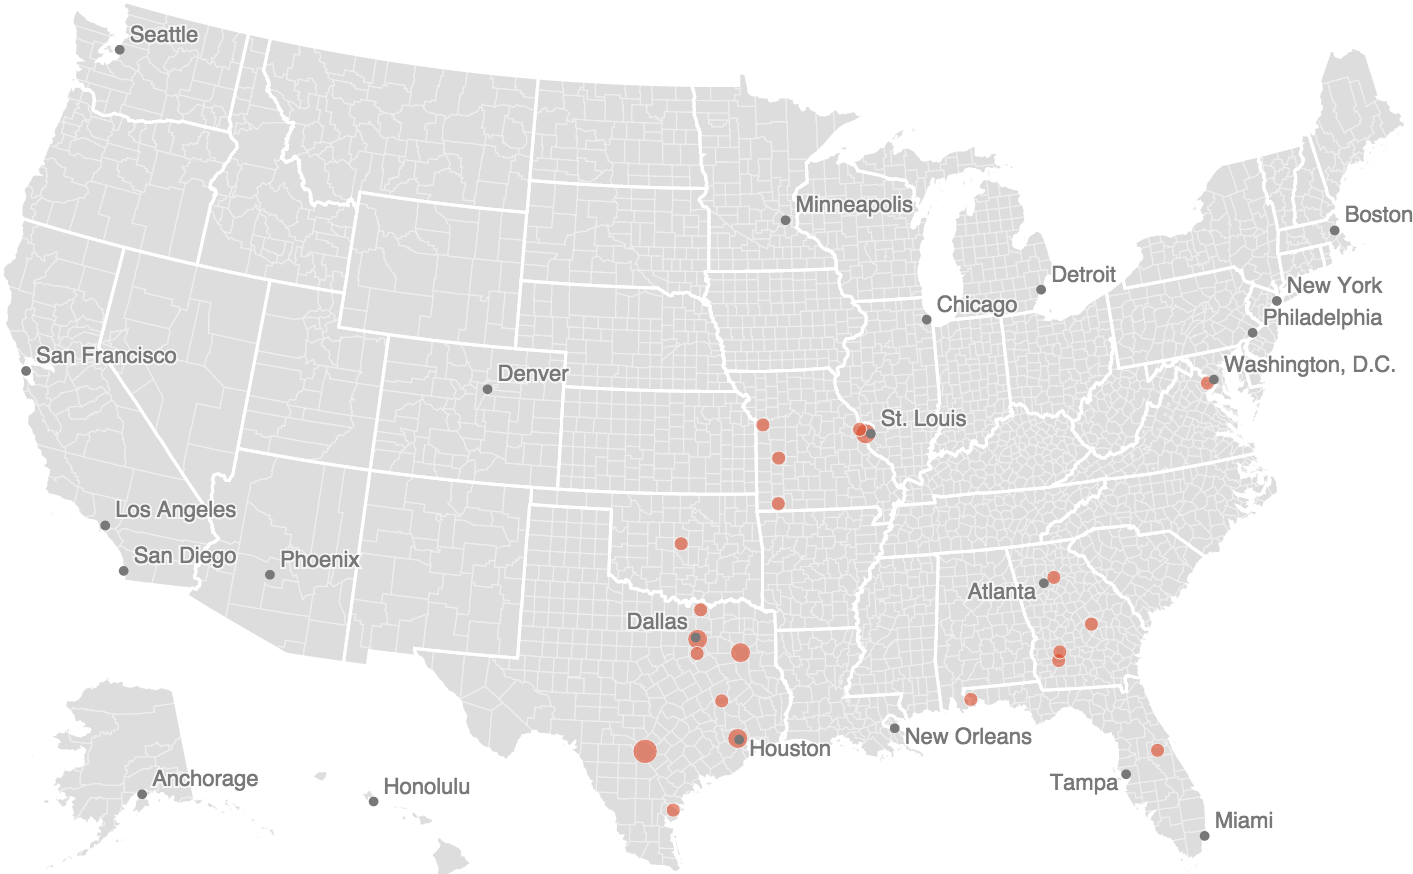 Seattle
Minneapolis
Boston
Detroit
New York
Chicago
Philadelphia
San Francisco
Washington, D.C.
Denver
St. Louis
Los Angeles
San Diego
Phoenix
Atlanta
Dallas
New Orleans
Houston
Anchorage
Honolulu
Tampa
Miami